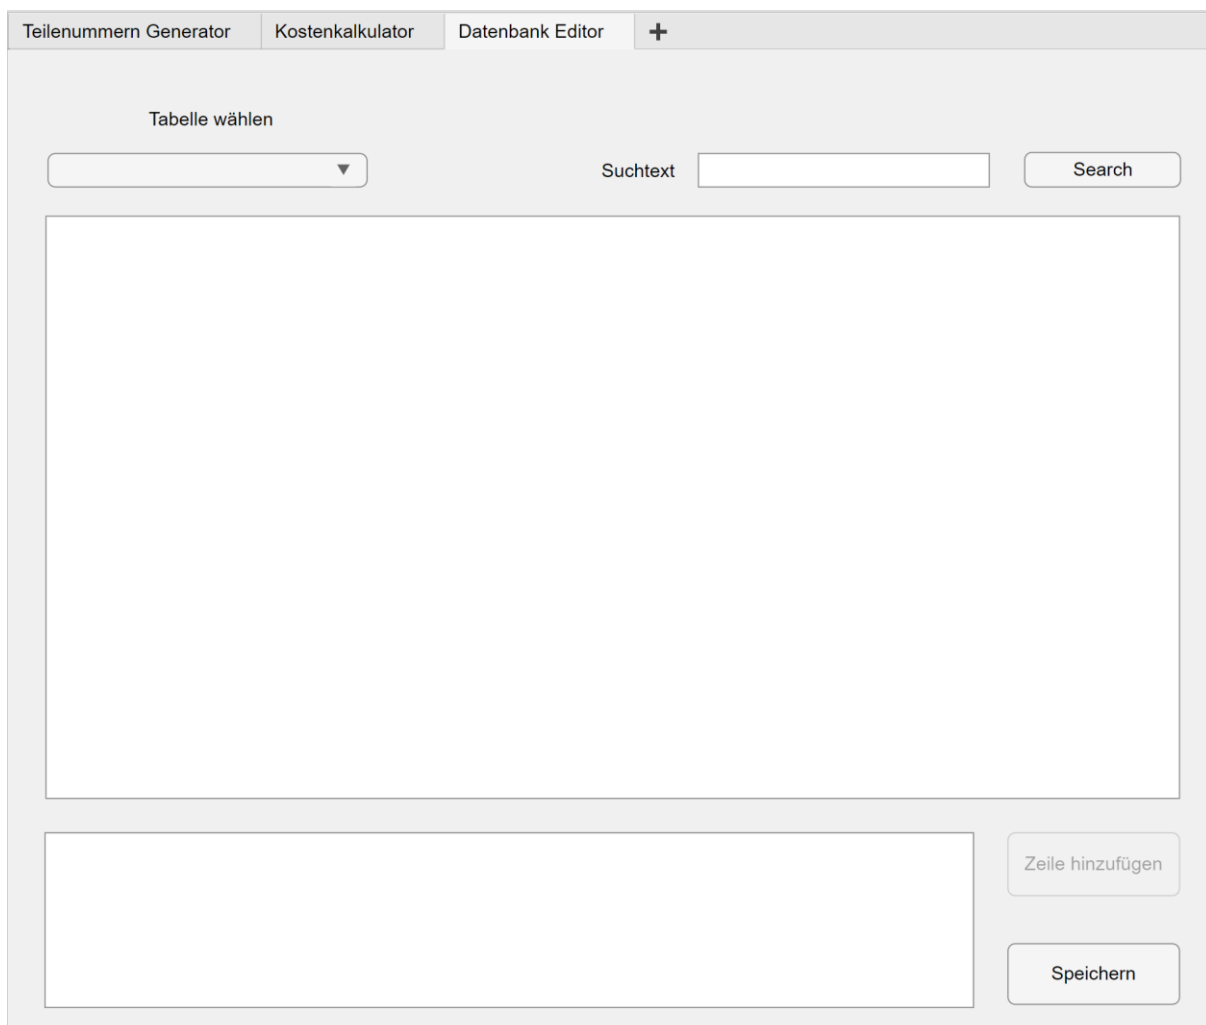 Teilenummern Generator
Kostenkalkulator
Datenbank Editor
Tabelle wählen
Suchtext
Search
Zeile hinzufügen
Speichern